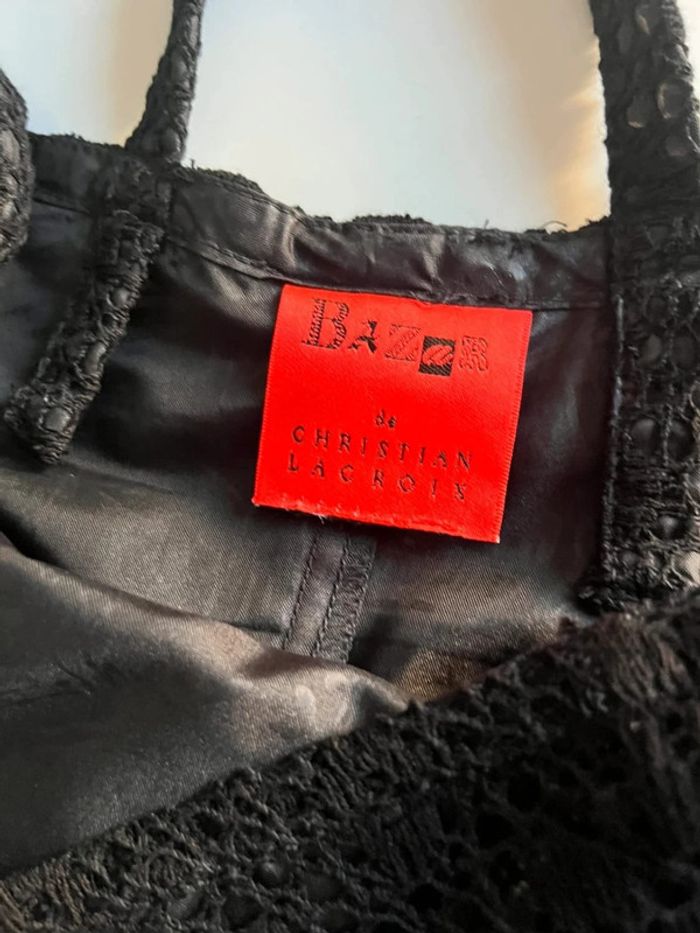 BAZaR
de
CHRISTIAN
LACROIX